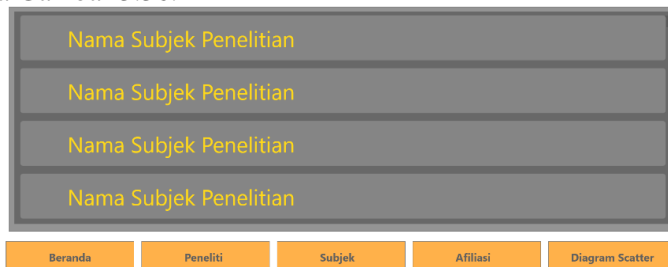 Nama Subjek Penelitian
Nama Subjek Penelitian
Nama Subjek Penelitian
Nama Subjek Penelitian
Beranda Peneliti Subjek Afiliasi Diagram Scatter